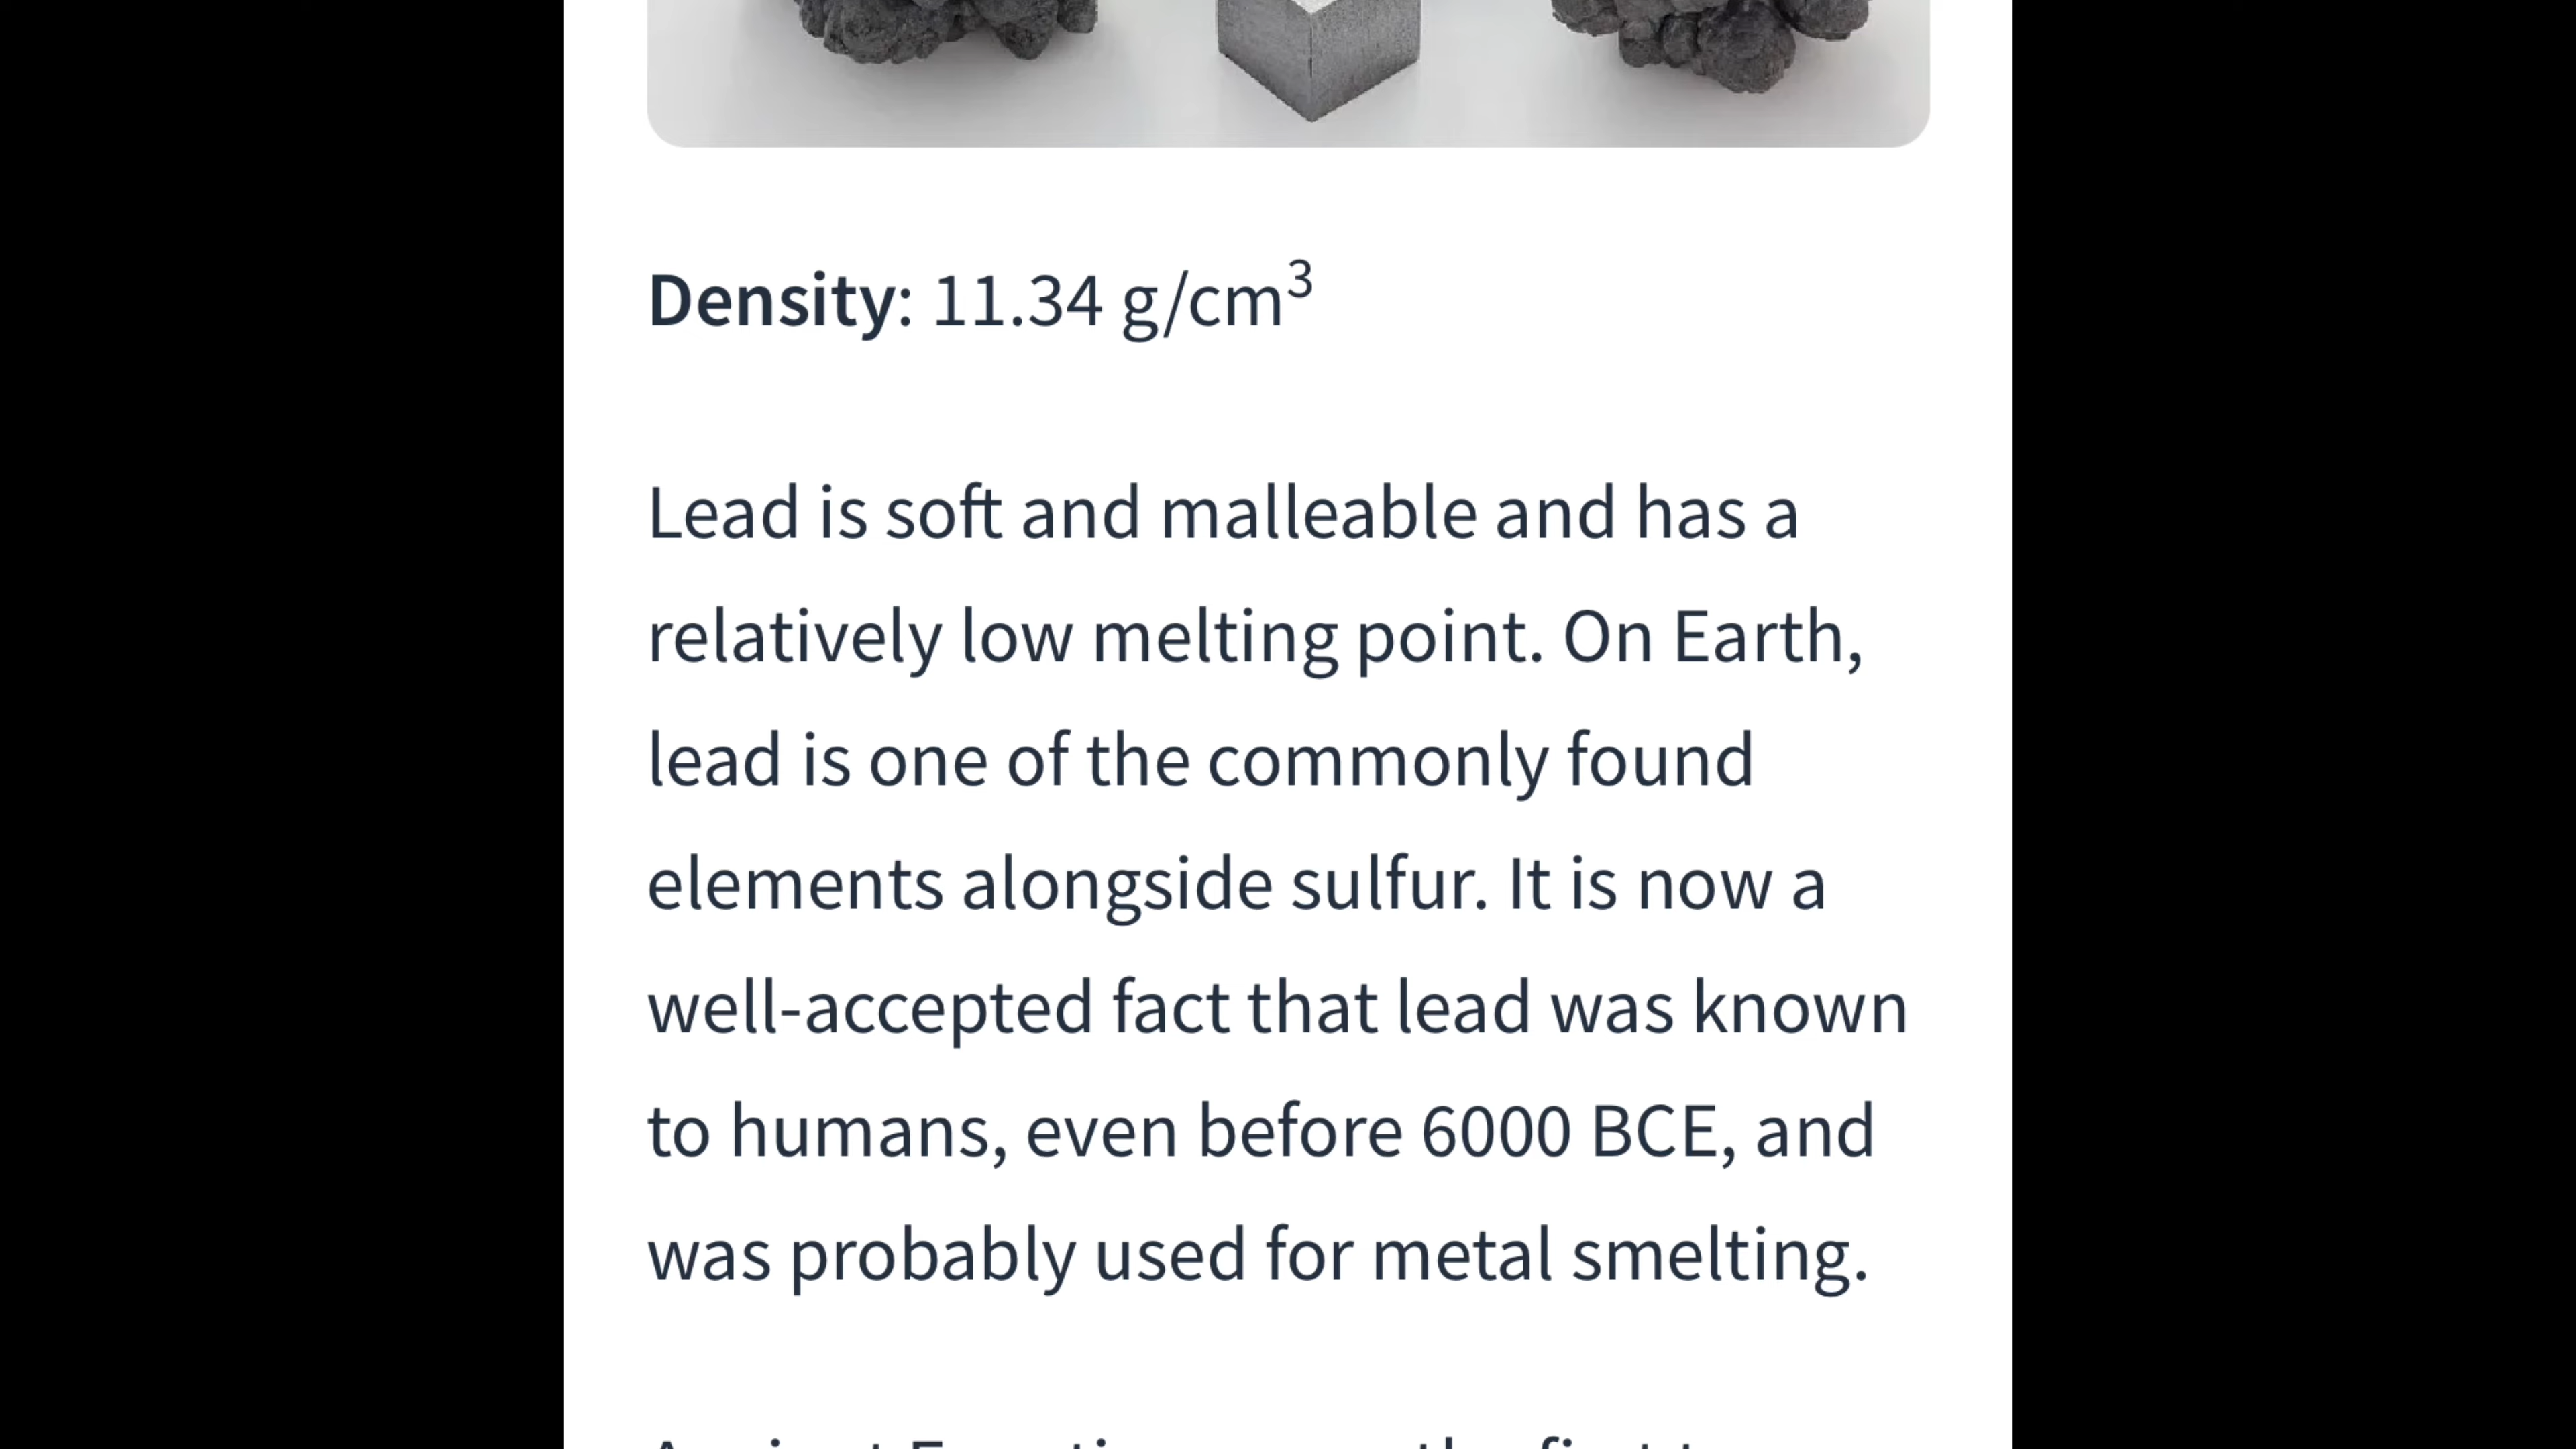 Density: 11.34 g/cm³
Lead is soft and malleable and has a
relatively low melting point. On Earth,
lead is one of the commonly found
elements alongside sulfur. It is now a
well-accepted fact that lead was known
to humans, even before 6000 BCE, and
was probably used for metal smelting.